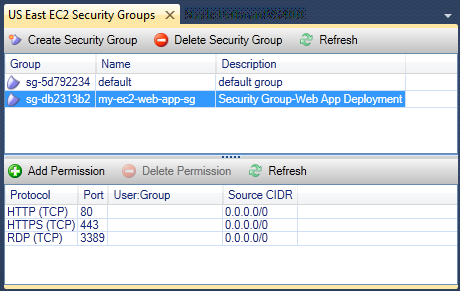 US East EC2 Security Groups
Create Security Group Delete Security Group Refresh
Group Name Description
sg-5d792234 default default group
sg-db2313b2 my-ec2-web-app-sg Security Group-Web App Deployment
Add Permission Delete Permission Refresh
Protocol Port User:Group Source CIDR
HTTP (TCP) 80 0.0.0.0/0
HTTPS (TCP) 443 0.0.0.0/0
RDP (TCP) 3389 0.0.0.0/0